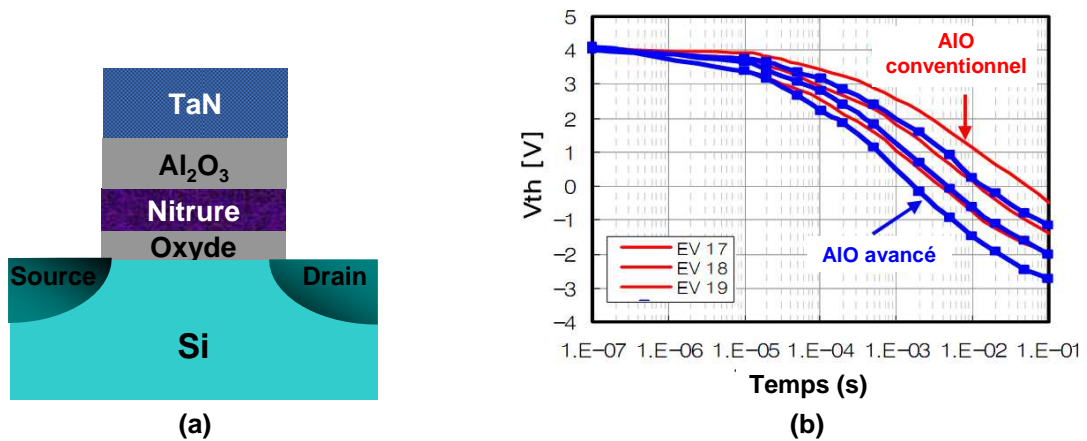 TaN
Al₂O₃
Nitrure
Oxyde
Source
Drain
Si
(a)
5
4
3
2
1
0
-1
-2
-3
-4
Vth [V]
AlO
conventionnel
AlO avancé
EV 17
EV 18
EV 19
1.E-07 1.E-06 1.E-05 1.E-04 1.E-03 1.E-02 1.E-01
Temps (s)
(b)